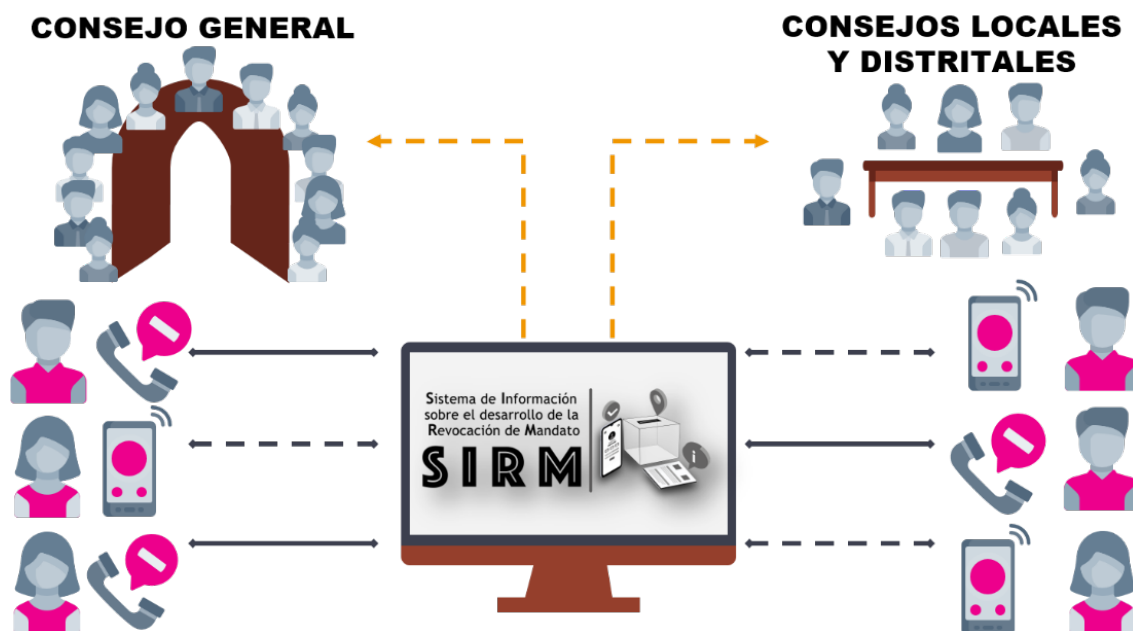 CONSEJO GENERAL
CONSEJOS LOCALES
Y DISTRITALES
Sistema de Información
sobre el desarrollo de la
Revocación de Mandato
SIRM
i